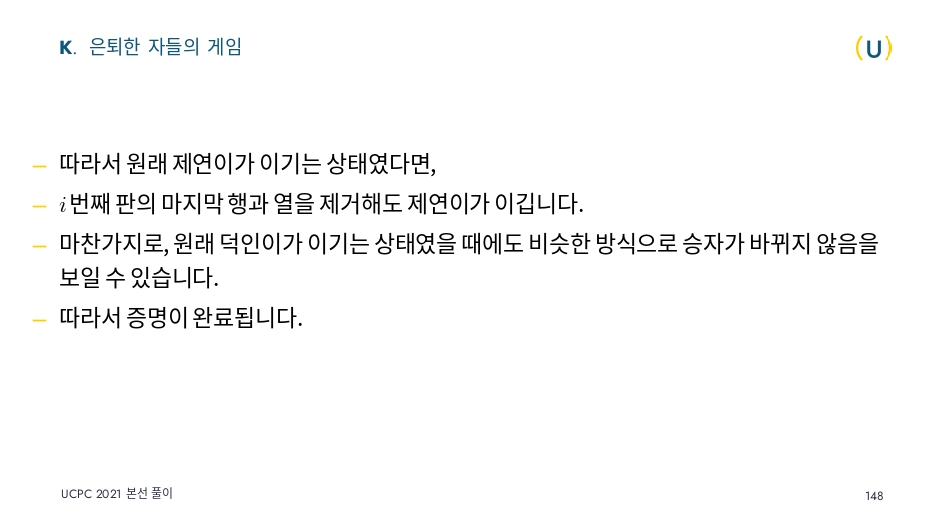 K. 은퇴한 자들의 게임
(U)
– 따라서 원래 제연이가 이기는 상태였다면,
– i번째 판의 마지막 행과 열을 제거해도 제연이가 이깁니다.
– 마찬가지로, 원래 덕인이가 이기는 상태였을 때에도 비슷한 방식으로 승자가 바뀌지 않음을
보일 수 있습니다.
– 따라서 증명이 완료됩니다.
UCPC 2021 본선 풀이
148